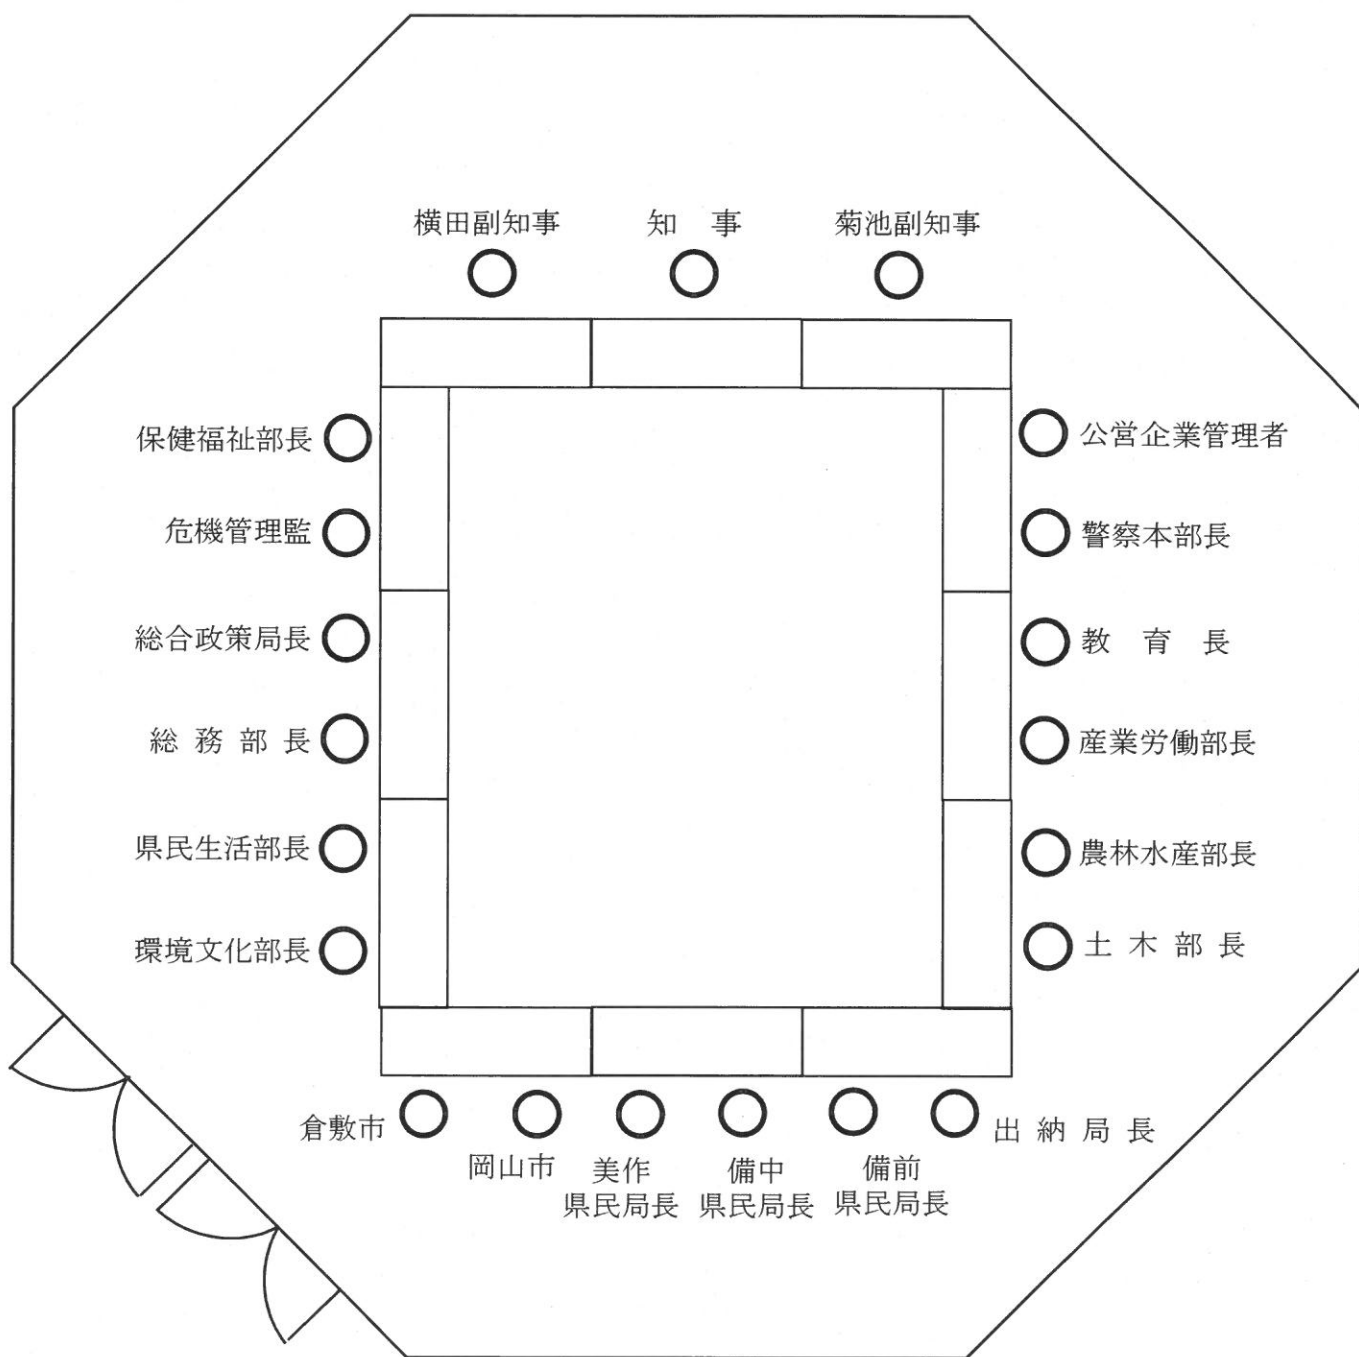 横田副知事
知　事
菊池副知事
保健福祉部長
公営企業管理者
危機管理監
警察本部長
総合政策局長
教　育　長
総 務 部 長
産業労働部長
県民生活部長
農林水産部長
環境文化部長
土 木 部 長
倉敷市
岡山市
美作
県民局長
備中
県民局長
備前
県民局長
出 納 局 長